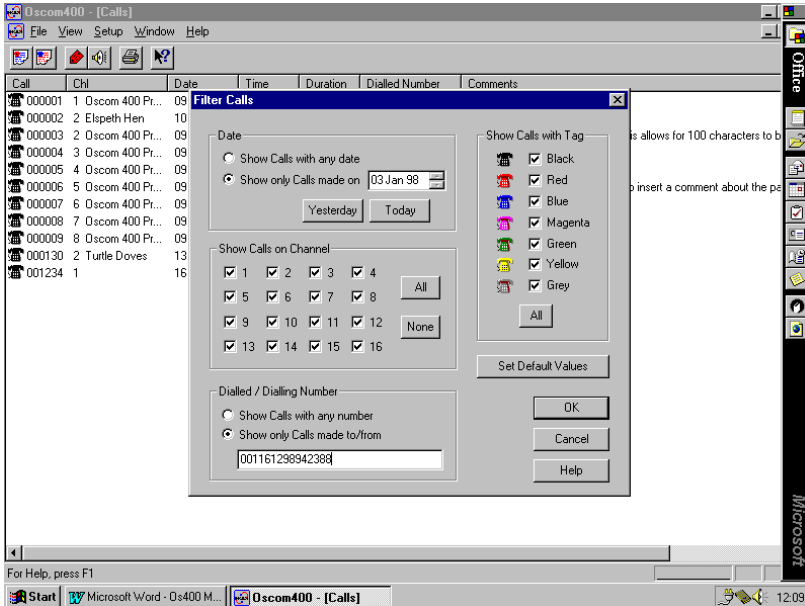 Oscom400 - [Calls]
File View Setup Window Help
Call Chl Date Time Duration Dialled Number Comments
000001 1 Oscom 400 Pr... 09
000002 2 Elspeth Hen 10
000003 2 Oscom 400 Pr... 09 is allows for 100 characters to b
000004 3 Oscom 400 Pr... 09
000005 4 Oscom 400 Pr... 09
000006 5 Oscom 400 Pr... 09 o insert a comment about the pa
000007 6 Oscom 400 Pr... 09
000008 7 Oscom 400 Pr... 09
000009 8 Oscom 400 Pr... 09
000130 2 Turtle Doves 13
001234 1 16
Filter Calls
Date
Show Calls with any date
Show only Calls made on 03 Jan 98
Yesterday Today
Show Calls on Channel
1 2 3 4
5 6 7 8
9 10 11 12
13 14 15 16
All
None
Dialled / Dialling Number
Show Calls with any number
Show only Calls made to/from
001161298942388
Show Calls with Tag
Black
Red
Blue
Magenta
Green
Yellow
Grey
All
Set Default Values
OK
Cancel
Help
Office
Microsoft
For Help, press F1
Start Microsoft Word - Os400 M... Oscom400 - [Calls] 12:09